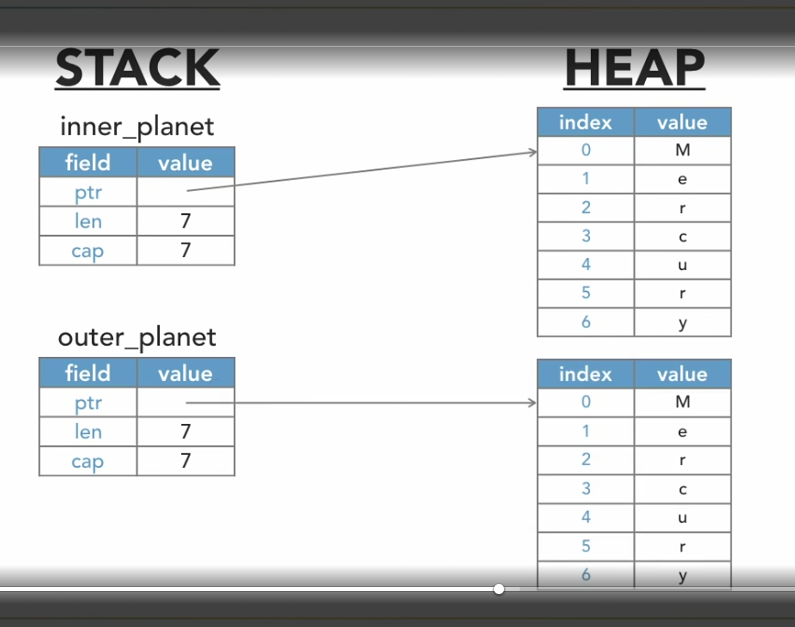 STACK
HEAP
inner_planet
field value
ptr
len 7
cap 7
index value
0 M
1 e
2 r
3 c
4 u
5 r
6 y
outer_planet
field value
ptr
len 7
cap 7
index value
0 M
1 e
2 r
3 c
4 u
5 r
6 y